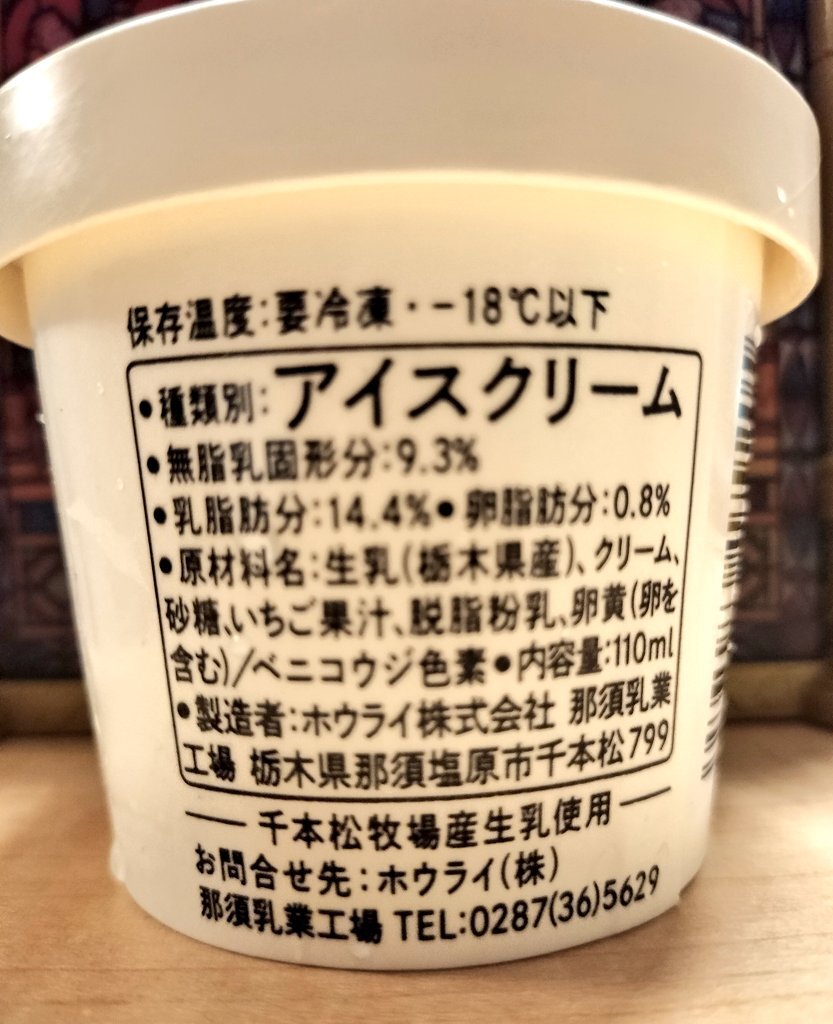 保存温度:要冷凍・−18℃以下
•種類別:アイスクリーム
•無脂乳固形分:9.3%
•乳脂肪分:14.4%•卵脂肪分:0.8%
•原材料名:生乳(栃木県産)、クリーム、
砂糖、いちご果汁、脱脂粉乳、卵黄(卵を
含む)/ベニコウジ色素•内容量:110ml
•製造者:ホウライ株式会社 那須乳業
工場 栃木県那須塩原市千本松799
── 千本松牧場産生乳使用 ──
お問合せ先:ホウライ(株)
那須乳業工場 TEL:0287(36)5629